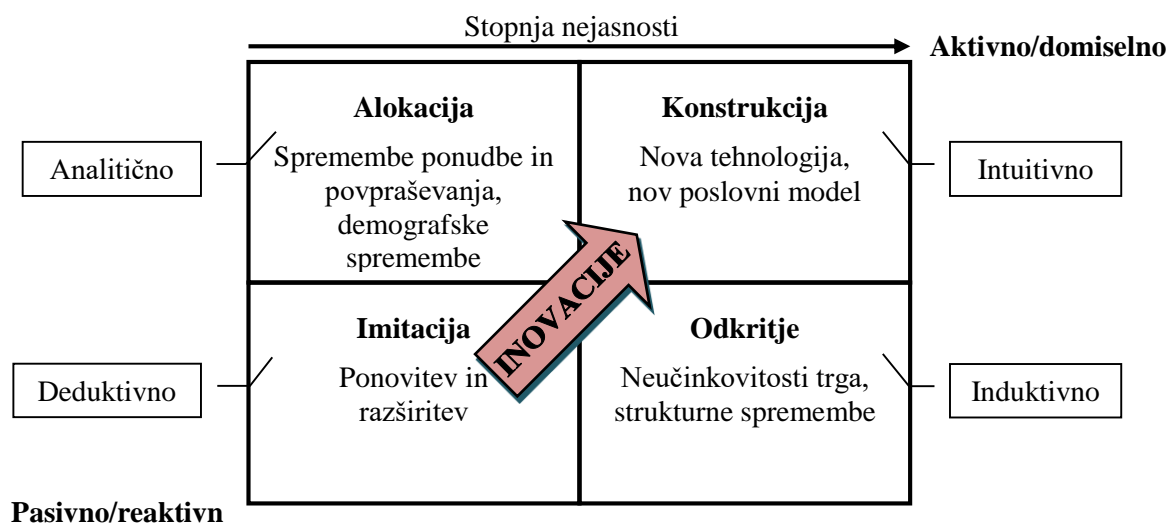 Stopnja nejasnosti
Aktivno/domiselno
Alokacija
Spremembe ponudbe in
povpraševanja,
demografske
spremembe
Konstrukcija
Nova tehnologija,
nov poslovni model
Analitično
Intuitivno
INOVACIJE
Imitacija
Ponovitev in
razširitev
Odkritje
Neučinkovitosti trga,
strukturne spremembe
Deduktivno
Induktivno
Pasivno/reaktivn